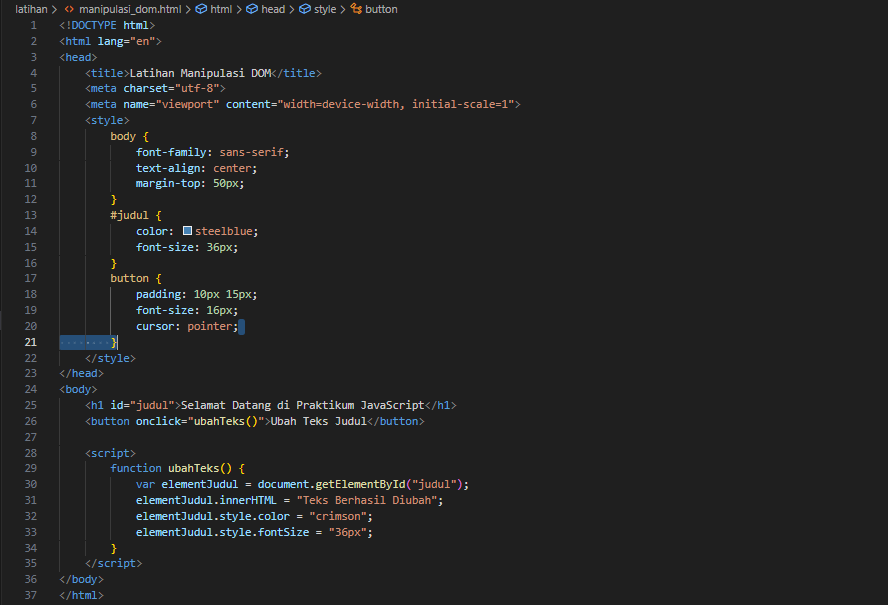 latihan > manipulasi_dom.html > html > head > style > button
1 <!DOCTYPE html>
2 <html lang="en">
3 <head>
4     <title>Latihan Manipulasi DOM</title>
5     <meta charset="utf-8">
6     <meta name="viewport" content="width=device-width, initial-scale=1">
7     <style>
8         body {
9             font-family: sans-serif;
10             text-align: center;
11             margin-top: 50px;
12         }
13         #judul {
14             color: steelblue;
15             font-size: 36px;
16         }
17         button {
18             padding: 10px 15px;
19             font-size: 16px;
20             cursor: pointer;
21         }
22     </style>
23 </head>
24 <body>
25     <h1 id="judul">Selamat Datang di Praktikum JavaScript</h1>
26     <button onclick="ubahTeks()">Ubah Teks Judul</button>
27
28     <script>
29         function ubahTeks() {
30             var elementJudul = document.getElementById("judul");
31             elementJudul.innerHTML = "Teks Berhasil Diubah";
32             elementJudul.style.color = "crimson";
33             elementJudul.style.fontSize = "36px";
34         }
35     </script>
36 </body>
37 </html>